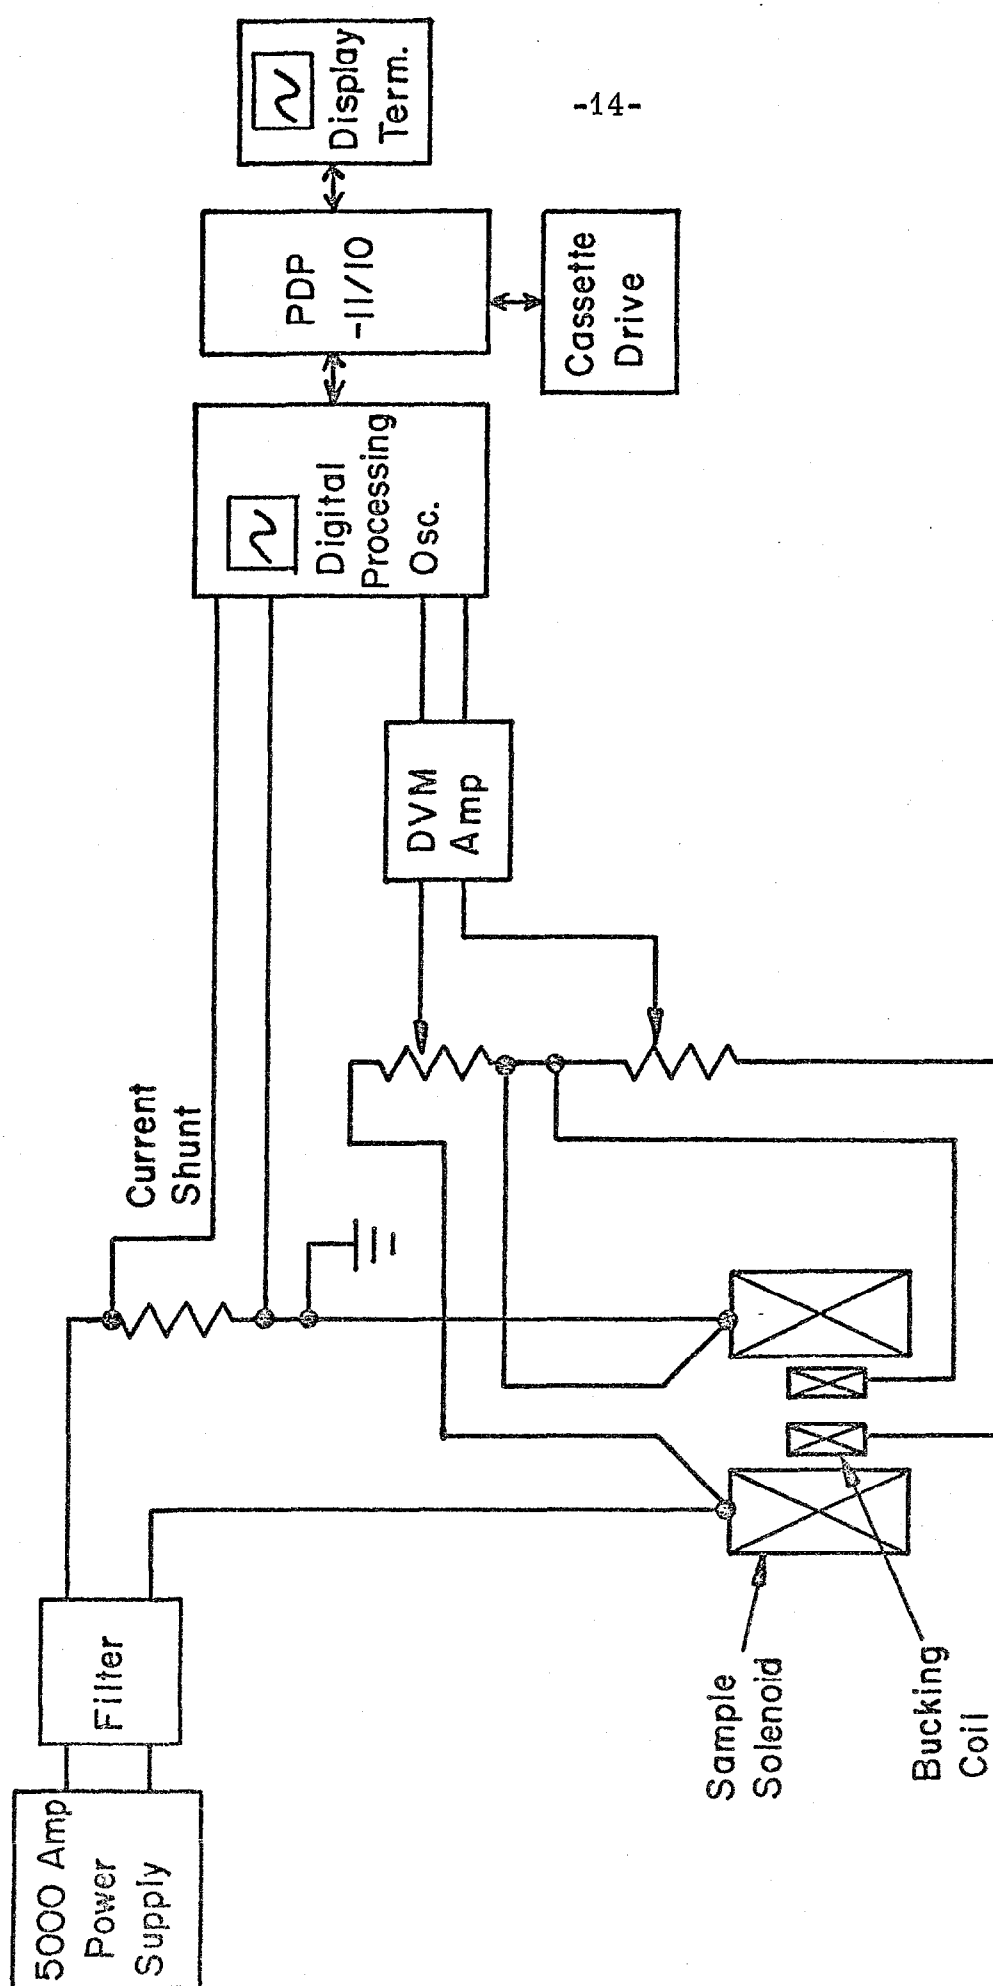 -14-
5000 Amp
Power
Supply
Filter
Current
Shunt
DVM
Amp
Digital
Processing
Osc.
PDP
-11/10
Display
Term.
Cassette
Drive
Sample
Solenoid
Bucking
Coil